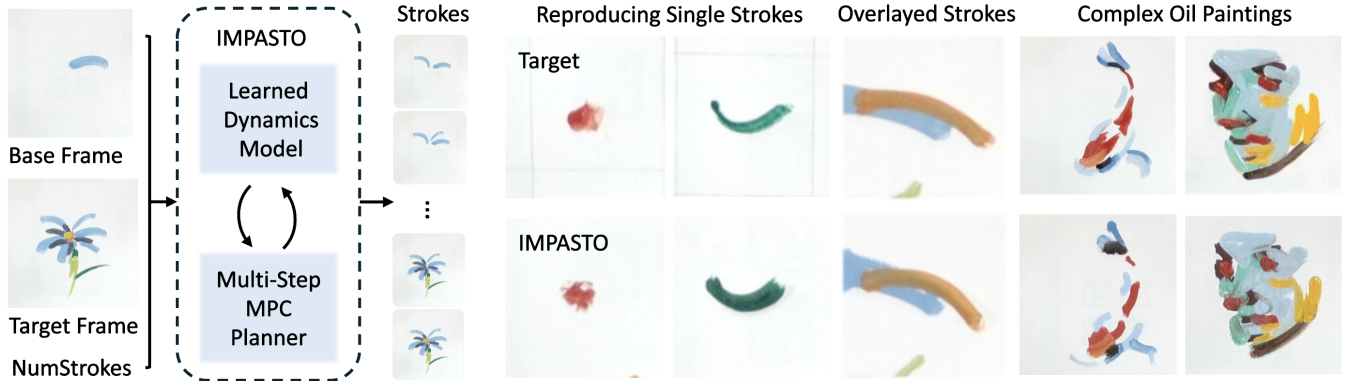 Base Frame
Target Frame
NumStrokes
IMPASTO
Learned
Dynamics
Model
Multi-Step
MPC
Planner
Strokes
Reproducing Single Strokes
Overlayed Strokes
Complex Oil Paintings
Target
IMPASTO